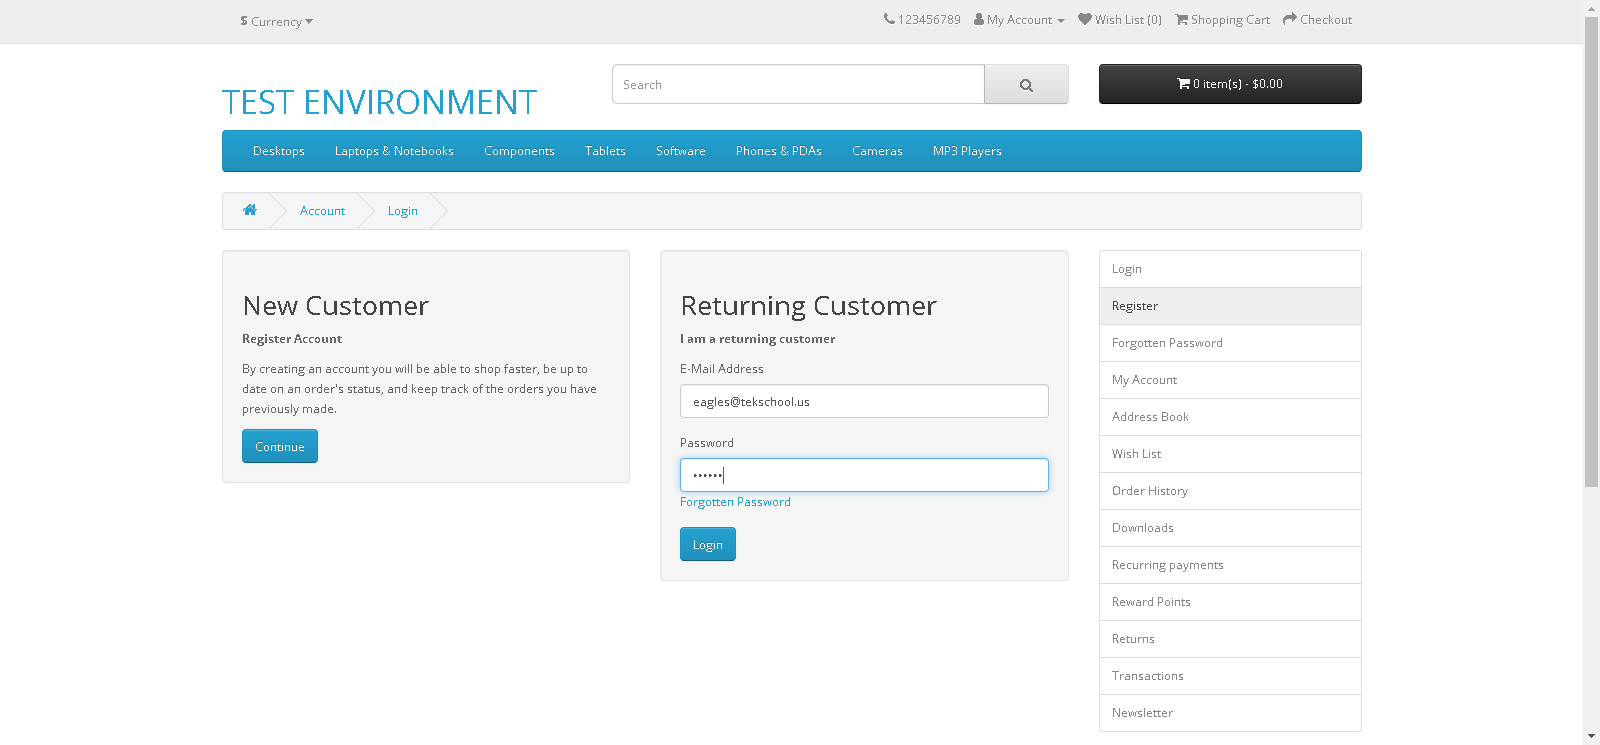 $ Currency
123456789 My Account Wish List (0) Shopping Cart Checkout
TEST ENVIRONMENT
Search
0 item(s) - $0.00
Desktops Laptops & Notebooks Components Tablets Software Phones & PDAs Cameras MP3 Players
Account Login
New Customer
Register Account
By creating an account you will be able to shop faster, be up to
date on an order's status, and keep track of the orders you have
previously made.
Continue
Returning Customer
I am a returning customer
E-Mail Address
eagles@tekschool.us
Password
••••••
Forgotten Password
Login
Login
Register
Forgotten Password
My Account
Address Book
Wish List
Order History
Downloads
Recurring payments
Reward Points
Returns
Transactions
Newsletter